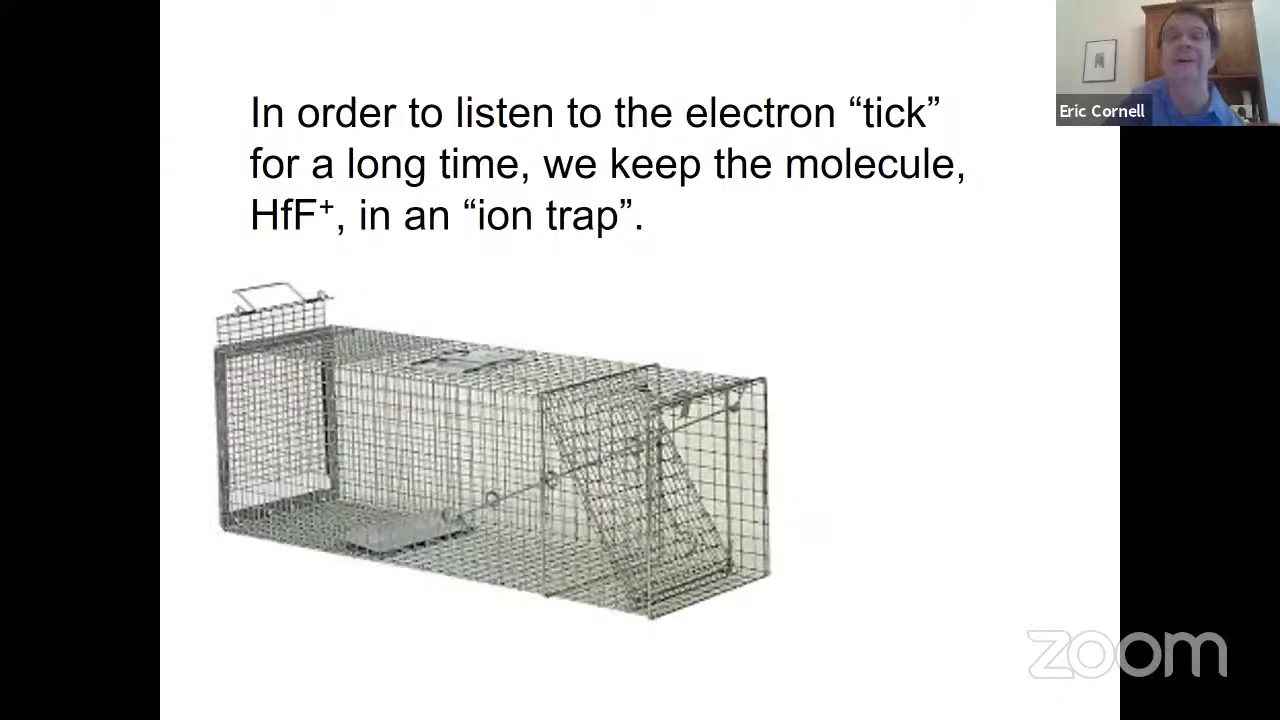 In order to listen to the electron “tick”
for a long time, we keep the molecule,
HfF⁺, in an “ion trap”.
Eric Cornell
zoom